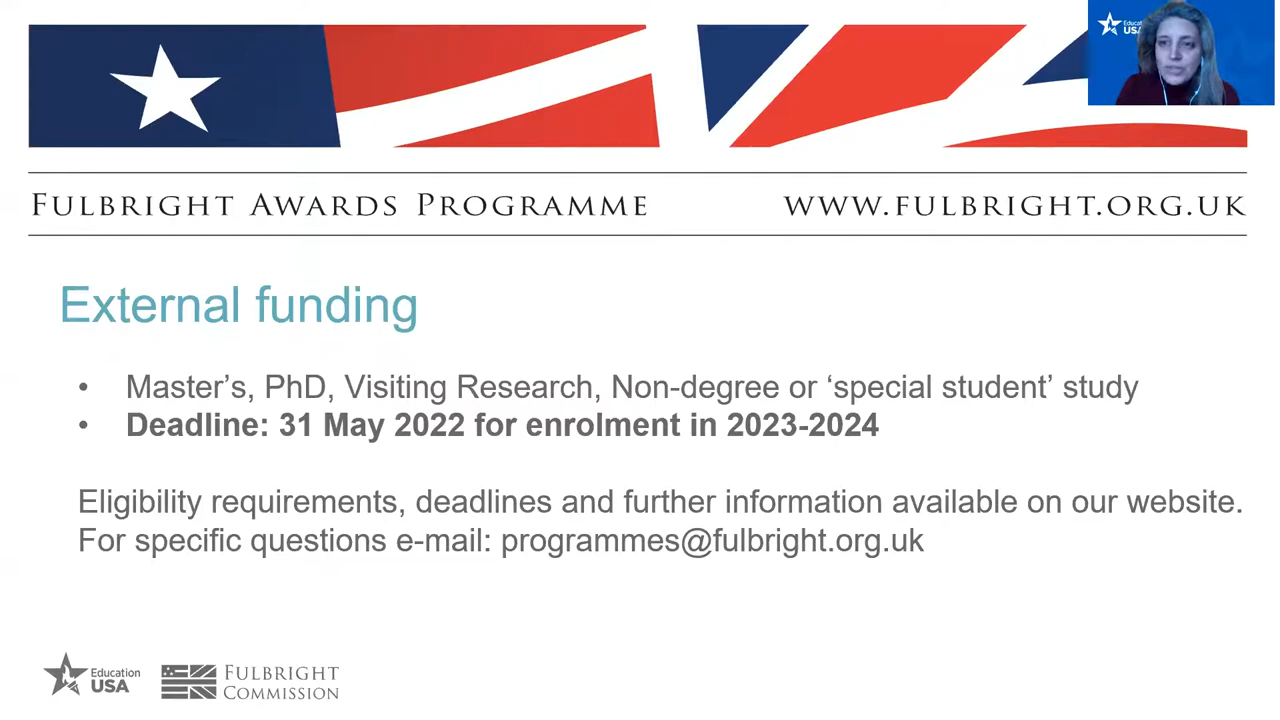 Education
USA
FULBRIGHT AWARDS PROGRAMME
WWW.FULBRIGHT.ORG.UK
External funding
• Master's, PhD, Visiting Research, Non-degree or ‘special student’ study
• Deadline: 31 May 2022 for enrolment in 2023-2024
Eligibility requirements, deadlines and further information available on our website.
For specific questions e-mail: programmes@fulbright.org.uk
Education
USA
FULBRIGHT
COMMISSION